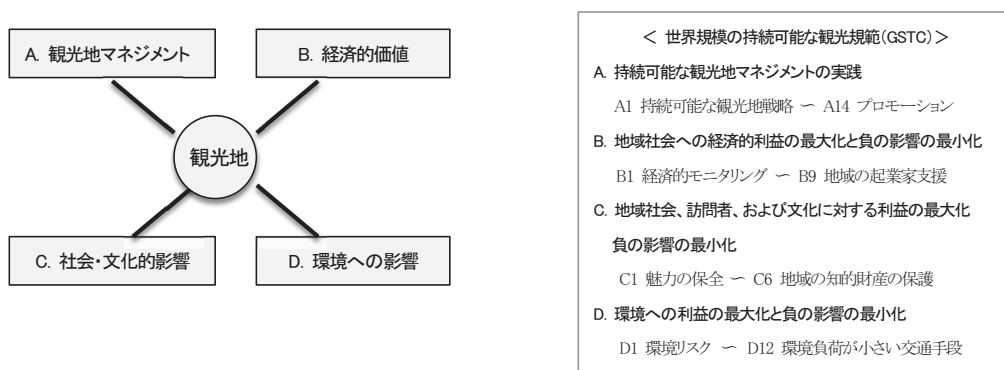 A. 観光地マネジメント
B. 経済的価値
観光地
C. 社会・文化的影響
D. 環境への影響
＜ 世界規模の持続可能な観光規範(GSTC)＞
A. 持続可能な観光地マネジメントの実践
A1 持続可能な観光地戦略 ～ A14 プロモーション
B. 地域社会への経済的利益の最大化と負の影響の最小化
B1 経済的モニタリング ～ B9 地域の起業家支援
C. 地域社会、訪問者、および文化に対する利益の最大化
負の影響の最小化
C1 魅力の保全 ～ C6 地域の知的財産の保護
D. 環境への利益の最大化と負の影響の最小化
D1 環境リスク ～ D12 環境負荷が小さい交通手段